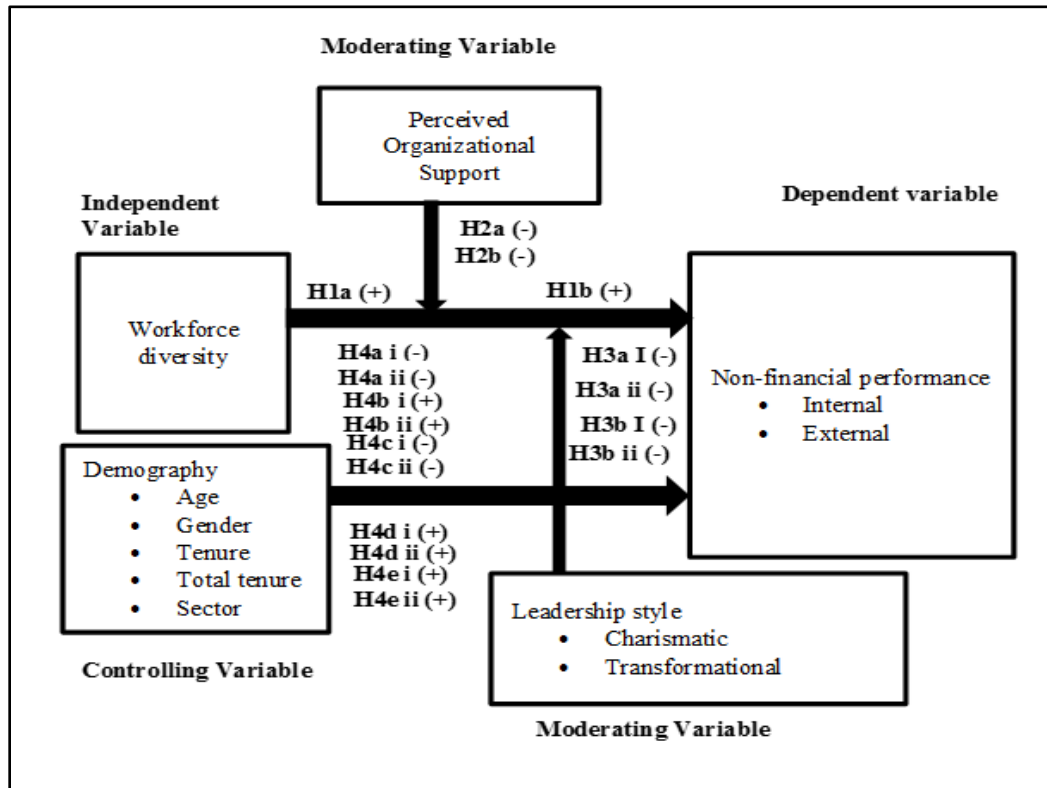 Moderating Variable
Perceived
Organizational
Support
Independent
Variable
Dependent variable
H2a (-)
H2b (-)
H1a (+)
H1b (+)
Workforce
diversity
H4a i (-)
H4a ii (-)
H4b i (+)
H4b ii (+)
H4c i (-)
H4c ii (-)
H3a I (-)
H3a ii (-)
H3b I (-)
H3b ii (-)
Non-financial performance
• Internal
• External
Demography
• Age
• Gender
• Tenure
• Total tenure
• Sector
H4d i (+)
H4d ii (+)
H4e i (+)
H4e ii (+)
Leadership style
• Charismatic
• Transformational
Controlling Variable
Moderating Variable